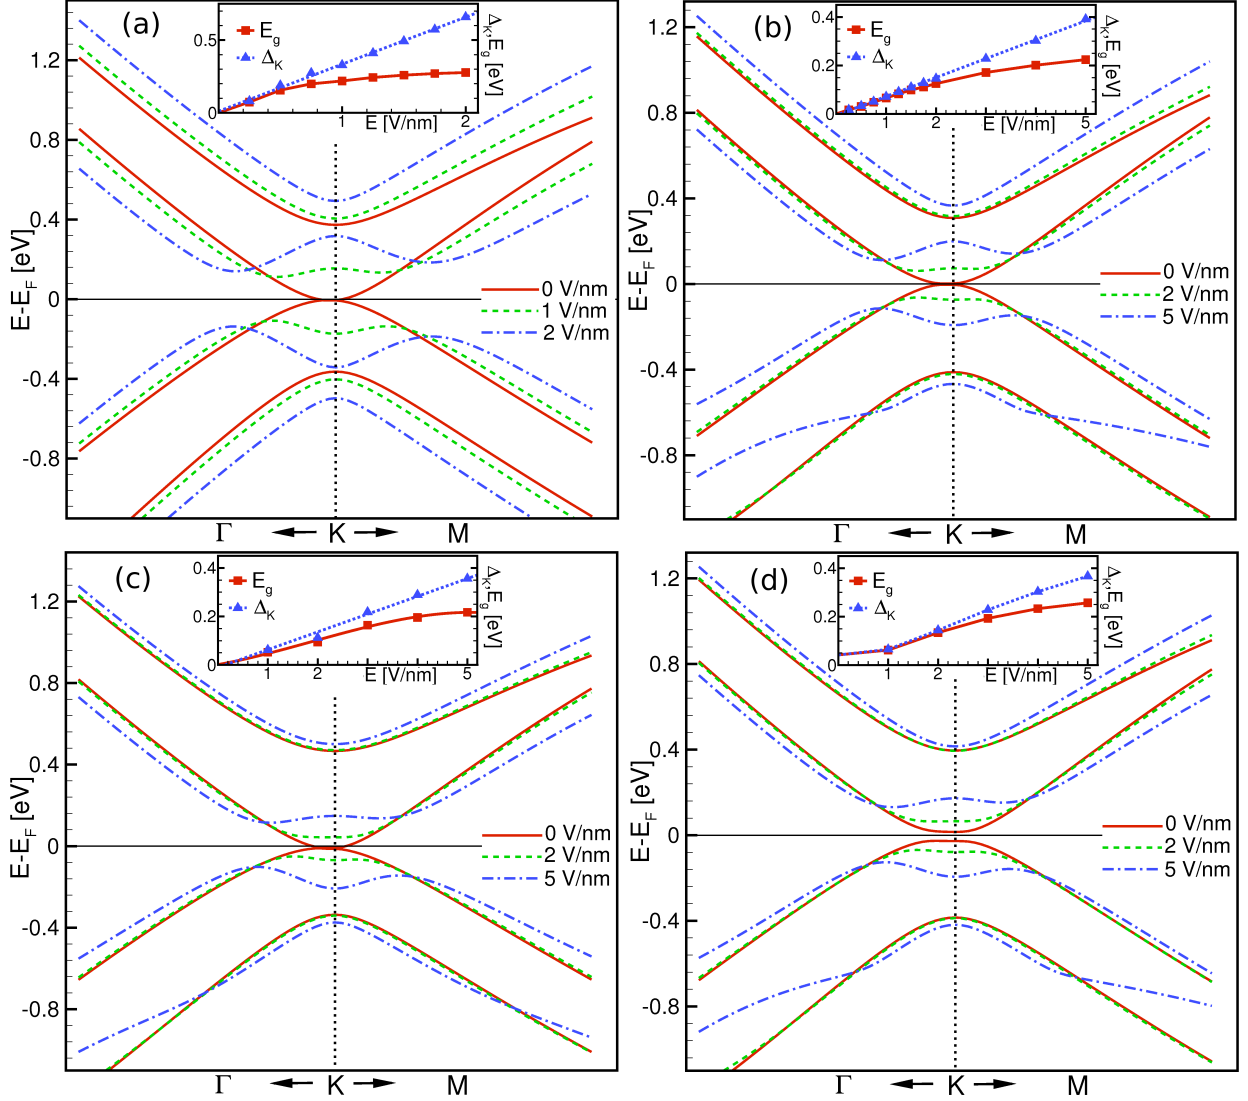 (a)
E_g
Δ_K
0.5
0
1
2
E [V/nm]
Δ_K,E_g [eV]
1.2
0.8
0.4
0
-0.4
-0.8
E-E_F [eV]
0 V/nm
1 V/nm
2 V/nm
Γ K M
(b)
E_g
Δ_K
0.4
0.2
0
1
2
E [V/nm]
5
Δ_K,E_g [eV]
1.2
0.8
0.4
0
-0.4
-0.8
E-E_F [eV]
0 V/nm
2 V/nm
5 V/nm
Γ K M
(c)
E_g
Δ_K
0.4
0.2
0
1
2
E [V/nm]
5
Δ_K,E_g [eV]
1.2
0.8
0.4
0
-0.4
-0.8
E-E_F [eV]
0 V/nm
2 V/nm
5 V/nm
Γ K M
(d)
E_g
Δ_K
0.4
0.2
0
1
2
E [V/nm]
5
Δ_K,E_g [eV]
1.2
0.8
0.4
0
-0.4
-0.8
E-E_F [eV]
0 V/nm
2 V/nm
5 V/nm
Γ K M